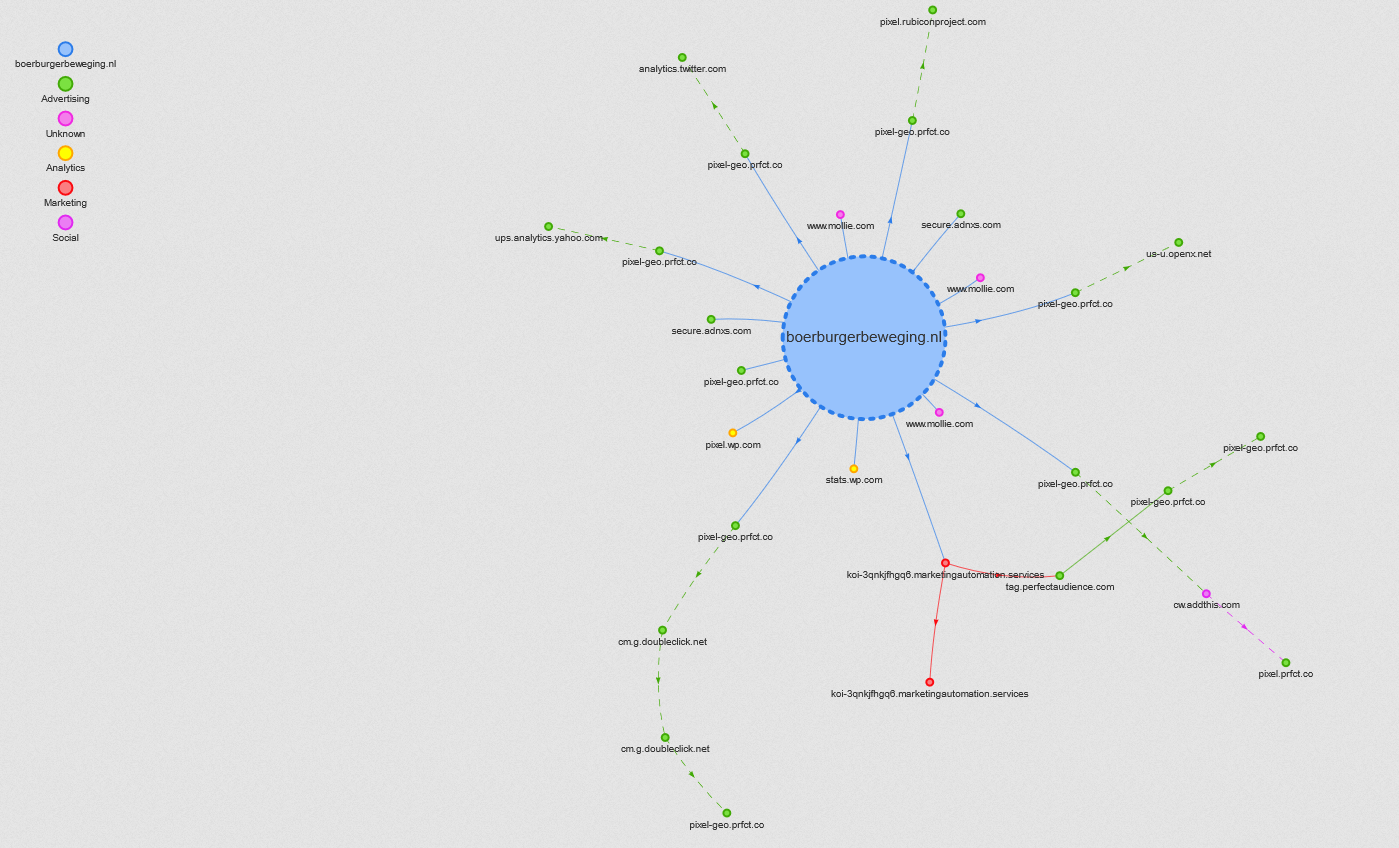 boerburgerbeweging.nl
Advertising
Unknown
Analytics
Marketing
Social
pixel.rubiconproject.com
analytics.twitter.com
pixel-geo.prfct.co
pixel-geo.prfct.co
www.mollie.com
secure.adnxs.com
ups.analytics.yahoo.com
us-u.openx.net
pixel-geo.prfct.co
www.mollie.com
pixel-geo.prfct.co
secure.adnxs.com
boerburgerbeweging.nl
pixel-geo.prfct.co
www.mollie.com
pixel.wp.com
pixel-geo.prfct.co
stats.wp.com
pixel-geo.prfct.co
pixel-geo.prfct.co
pixel-geo.prfct.co
koi-3qnkjfhgq6.marketingautomation.services
tag.perfectaudience.com
cw.addthis.com
cm.g.doubleclick.net
pixel.prfct.co
koi-3qnkjfhgq6.marketingautomation.services
cm.g.doubleclick.net
pixel-geo.prfct.co